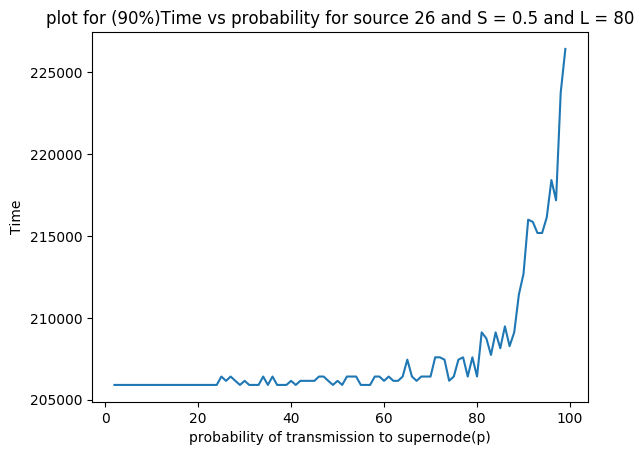 plot for (90%)Time vs probability for source 26 and S = 0.5 and L = 80
225000
220000
215000
210000
205000
Time
0 20 40 60 80 100
probability of transmission to supernode(p)